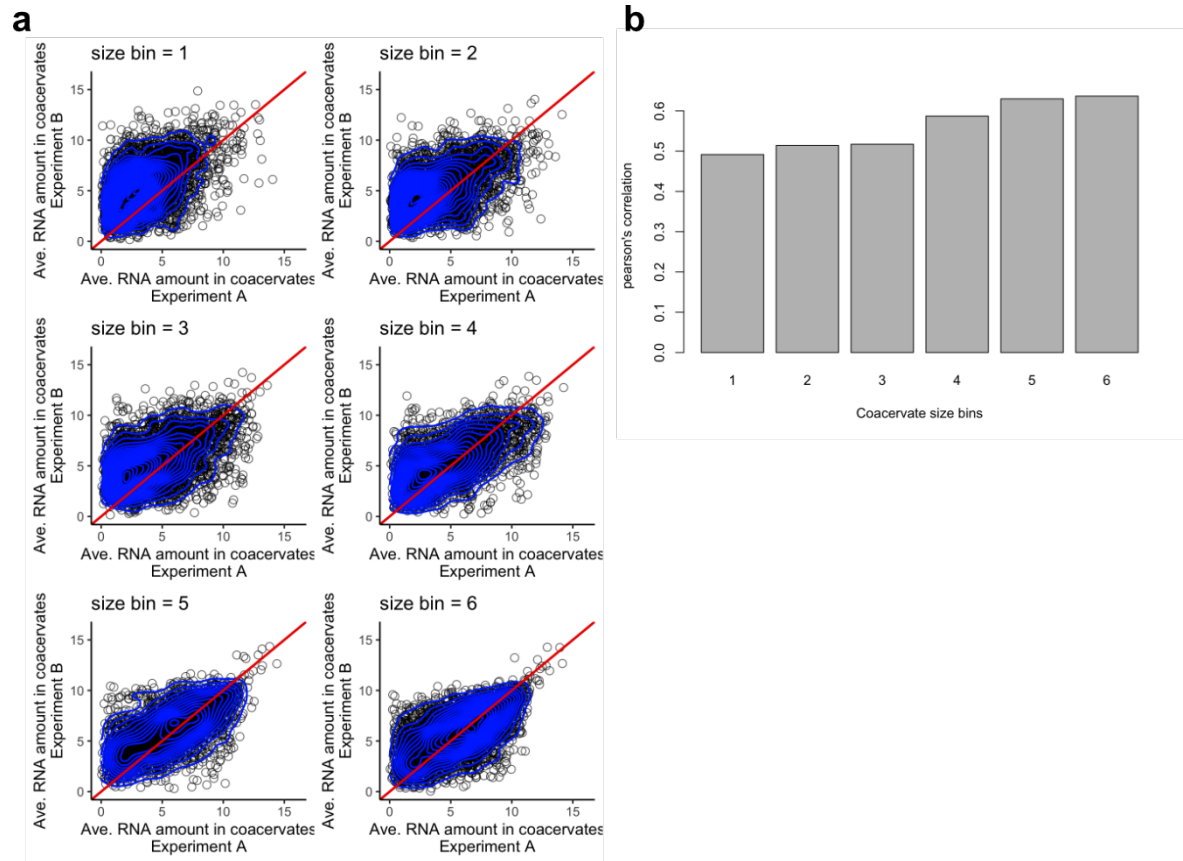 a
size bin = 1
Ave. RNA amount in coacervates
Experiment B
15
10
5
0
0 5 10 15
Ave. RNA amount in coacervates
Experiment A
size bin = 2
Ave. RNA amount in coacervates
Experiment B
15
10
5
0
0 5 10 15
Ave. RNA amount in coacervates
Experiment A
size bin = 3
Ave. RNA amount in coacervates
Experiment B
15
10
5
0
0 5 10 15
Ave. RNA amount in coacervates
Experiment A
size bin = 4
Ave. RNA amount in coacervates
Experiment B
15
10
5
0
0 5 10 15
Ave. RNA amount in coacervates
Experiment A
size bin = 5
Ave. RNA amount in coacervates
Experiment B
15
10
5
0
0 5 10 15
Ave. RNA amount in coacervates
Experiment A
size bin = 6
Ave. RNA amount in coacervates
Experiment B
15
10
5
0
0 5 10 15
Ave. RNA amount in coacervates
Experiment A
b
pearson's correlation
0.6
0.5
0.4
0.3
0.2
0.1
0.0
1 2 3 4 5 6
Coacervate size bins